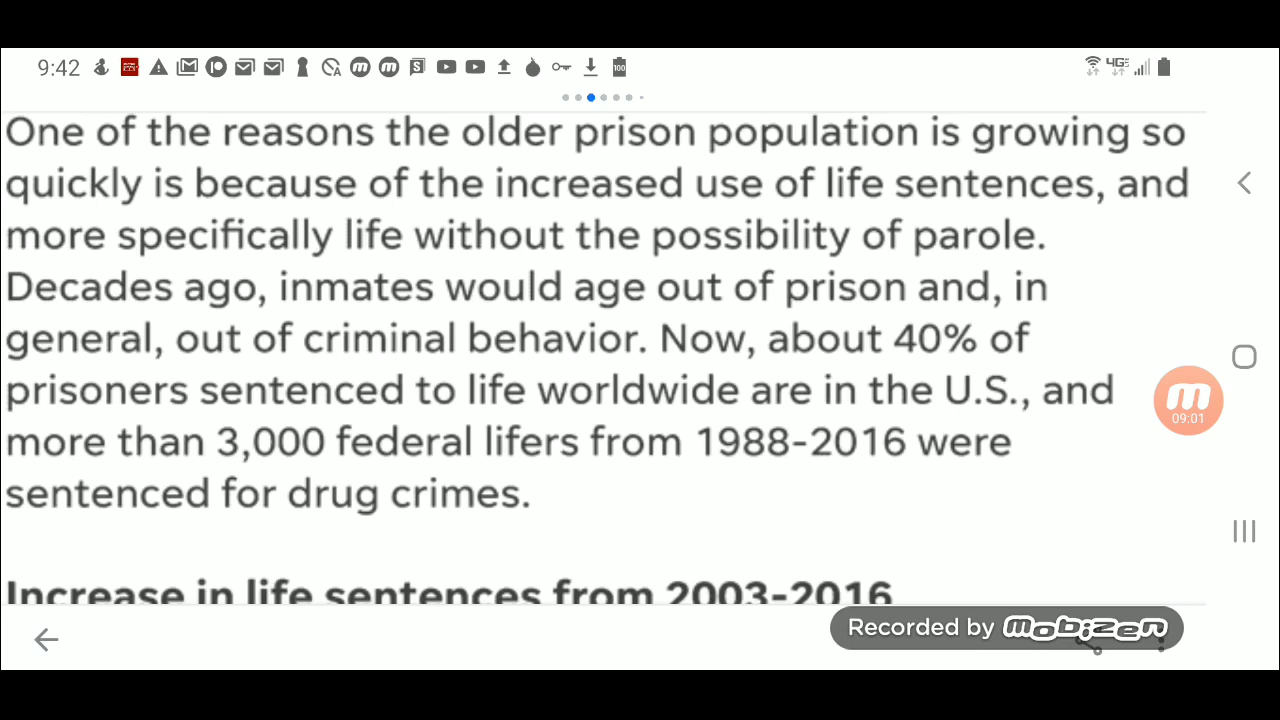 9:42
One of the reasons the older prison population is growing so
quickly is because of the increased use of life sentences, and
more specifically life without the possibility of parole.
Decades ago, inmates would age out of prison and, in
general, out of criminal behavior. Now, about 40% of
prisoners sentenced to life worldwide are in the U.S., and
more than 3,000 federal lifers from 1988-2016 were
sentenced for drug crimes.
09:01
Increase in life sentences from 2003-2016
Recorded by mobizen